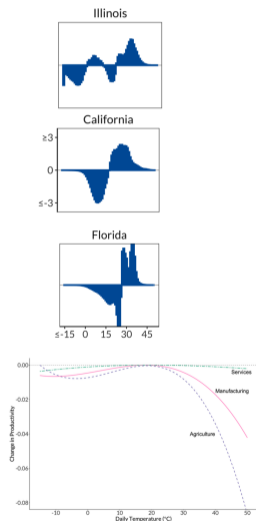 Illinois
California
≥3
0
≤-3
Florida
≤-15 0 15 30 45
0.00
-0.02
-0.04
-0.06
-0.08
Change in Productivity
Services
Manufacturing
Agriculture
-10 0 10 20 30 40 50
Daily Temperature (°C)